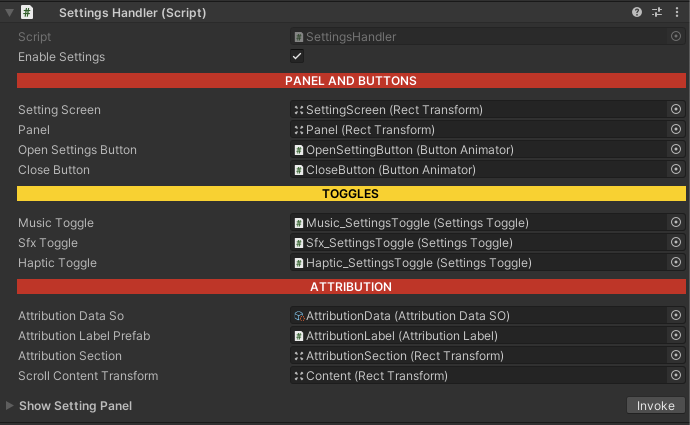 Settings Handler (Script)
Script SettingsHandler
Enable Settings
PANEL AND BUTTONS
Setting Screen SettingScreen (Rect Transform)
Panel Panel (Rect Transform)
Open Settings Button OpenSettingButton (Button Animator)
Close Button CloseButton (Button Animator)
TOGGLES
Music Toggle Music_SettingsToggle (Settings Toggle)
Sfx Toggle Sfx_SettingsToggle (Settings Toggle)
Haptic Toggle Haptic_SettingsToggle (Settings Toggle)
ATTRIBUTION
Attribution Data So AttributionData (Attribution Data SO)
Attribution Label Prefab AttributionLabel (Attribution Label)
Attribution Section AttributionSection (Rect Transform)
Scroll Content Transform Content (Rect Transform)
Show Setting Panel Invoke